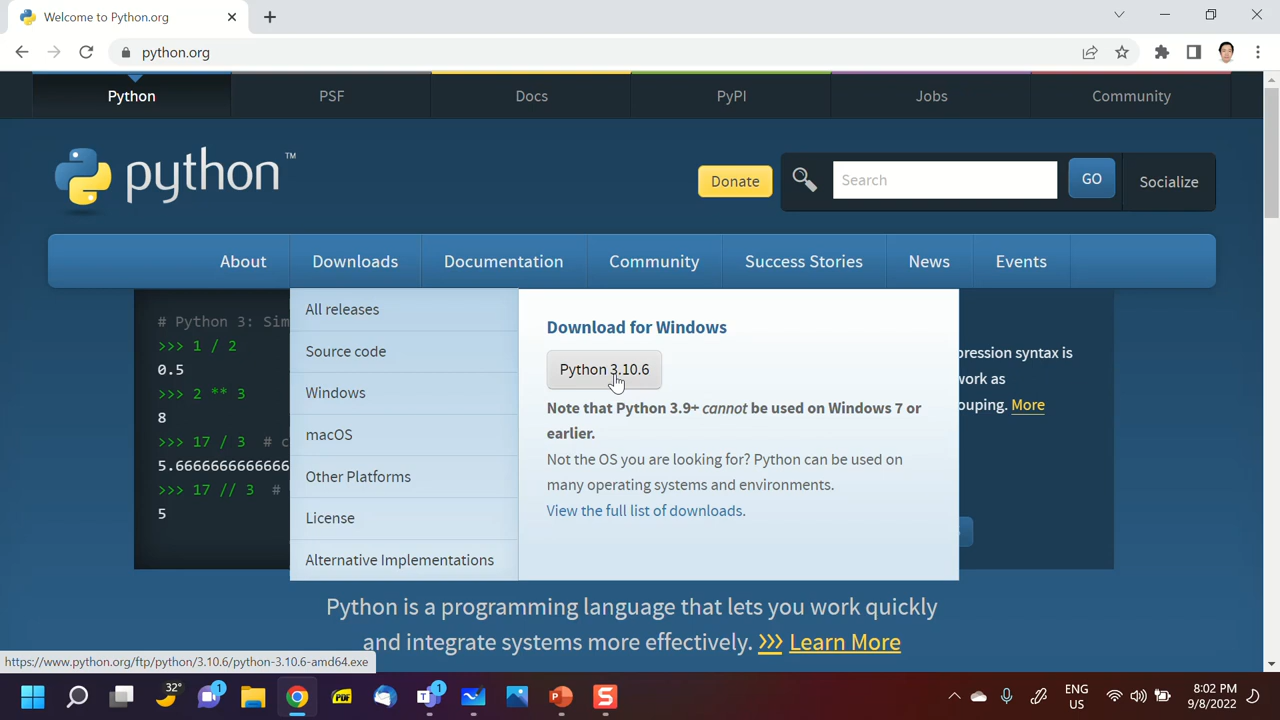 Welcome to Python.org
python.org
Python
PSF
Docs
PyPI
Jobs
Community
python™
Donate
Search
GO
Socialize
About
Downloads
Documentation
Community
Success Stories
News
Events
# Python 3: Sim
>>> 1 / 2
0.5
>>> 2 ** 3
8
>>> 17 / 3 # c
5.6666666666666
>>> 17 // 3 #
5
All releases
Source code
Windows
macOS
Other Platforms
License
Alternative Implementations
Download for Windows
Python 3.10.6
Note that Python 3.9+ cannot be used on Windows 7 or
earlier.
Not the OS you are looking for? Python can be used on
many operating systems and environments.
View the full list of downloads.
pression syntax is
work as
ouping. More
Python is a programming language that lets you work quickly
and integrate systems more effectively. >>> Learn More
https://www.python.org/ftp/python/3.10.6/python-3.10.6-amd64.exe
32°
1
PDF
1
ENG
US
8:02 PM
9/8/2022